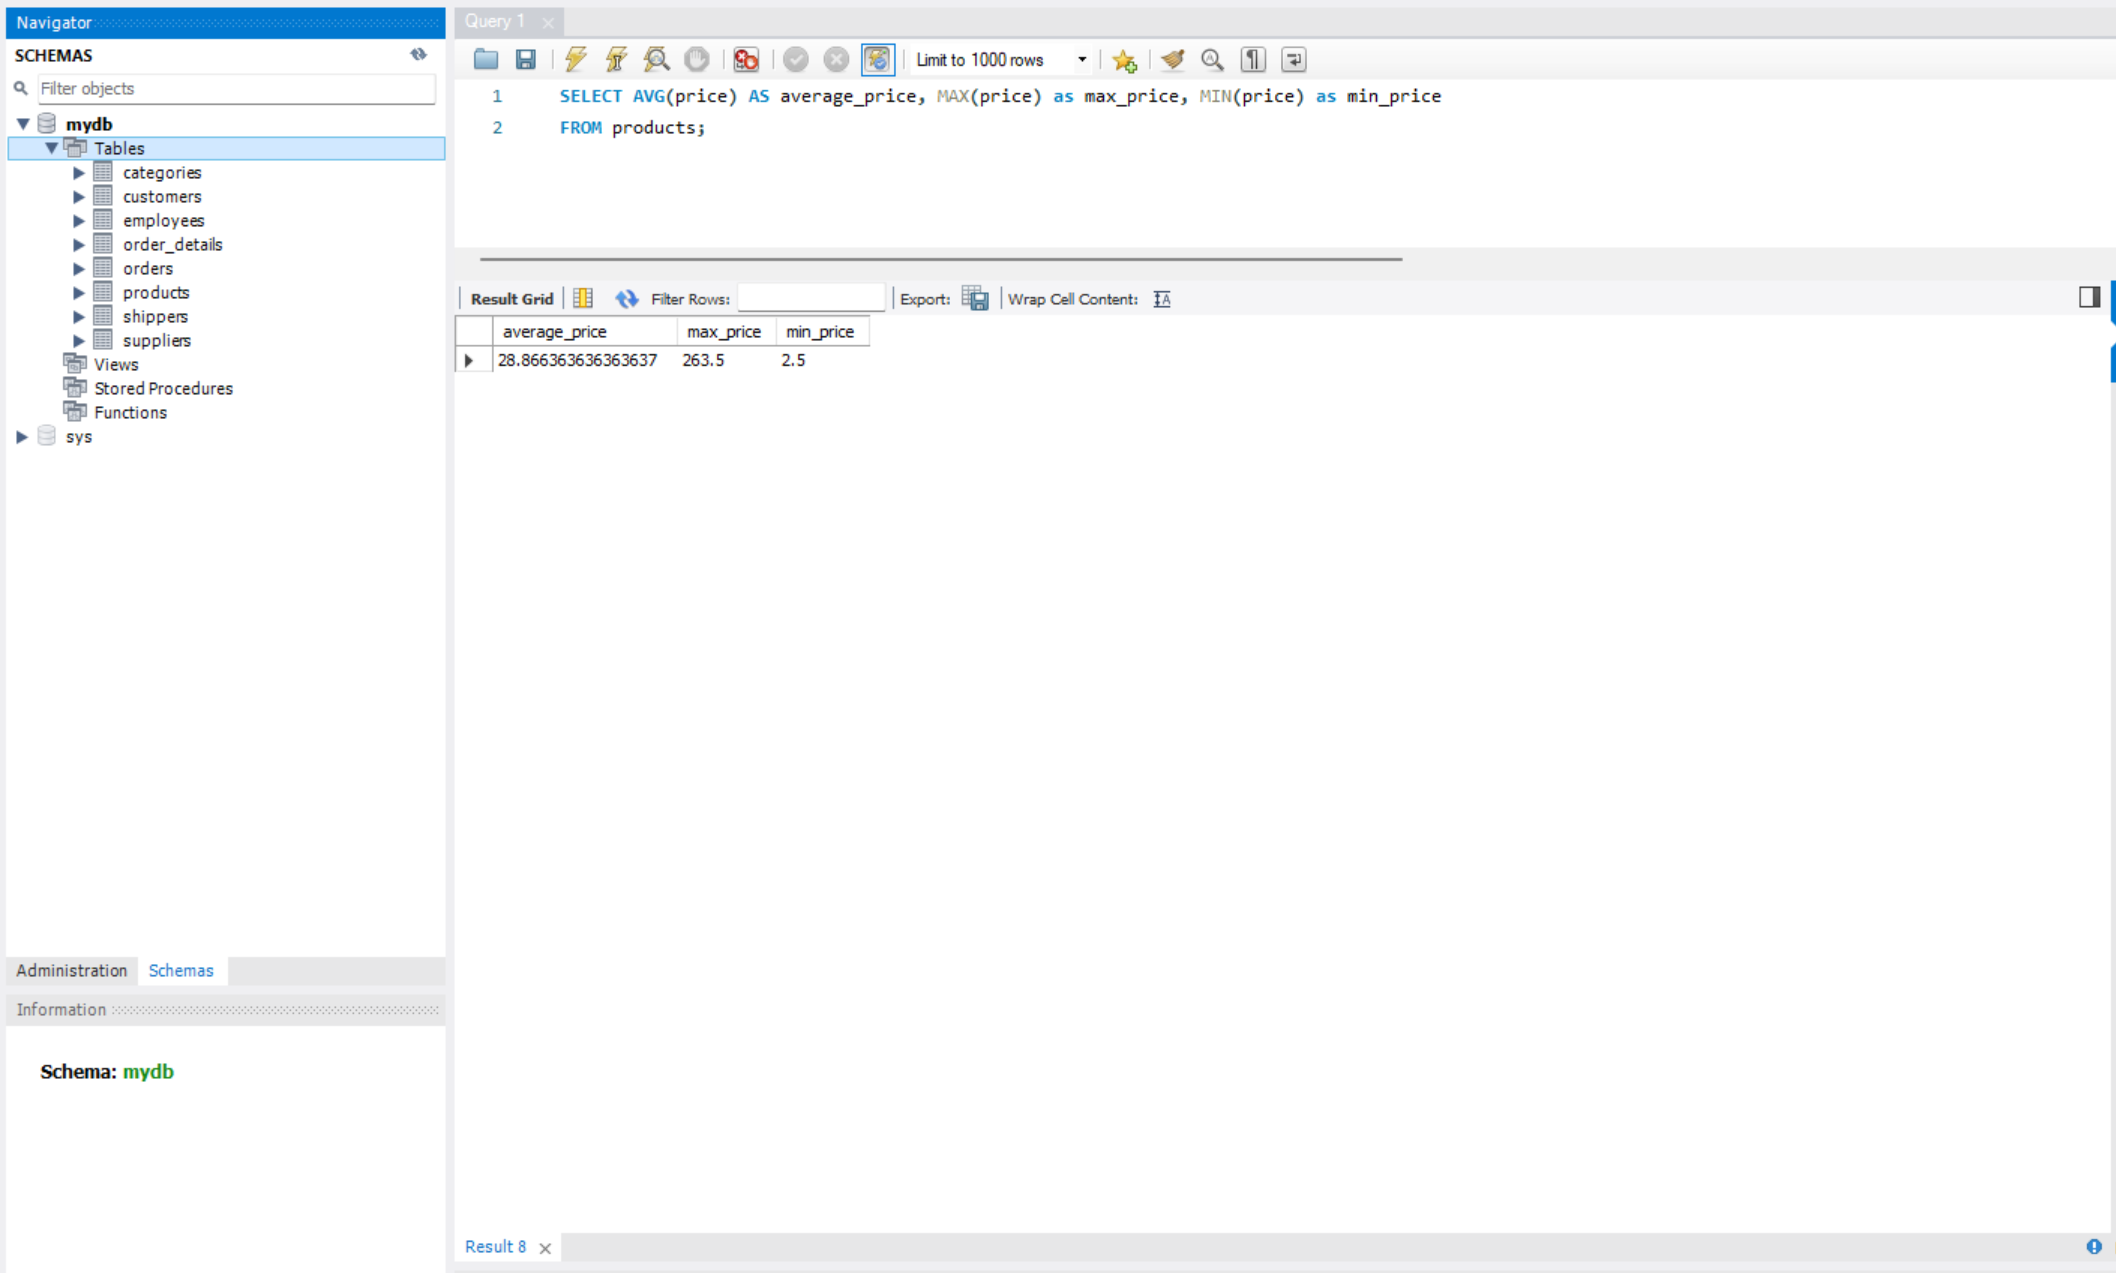 Navigator
SCHEMAS
Filter objects
mydb
Tables
categories
customers
employees
order_details
orders
products
shippers
suppliers
Views
Stored Procedures
Functions
sys
Administration Schemas
Information
Schema: mydb
Query 1
Limit to 1000 rows
1 SELECT AVG(price) AS average_price, MAX(price) as max_price, MIN(price) as min_price
2 FROM products;
Result Grid Filter Rows: Export: Wrap Cell Content:
average_price max_price min_price
28.866363636363637 263.5 2.5
Result 8